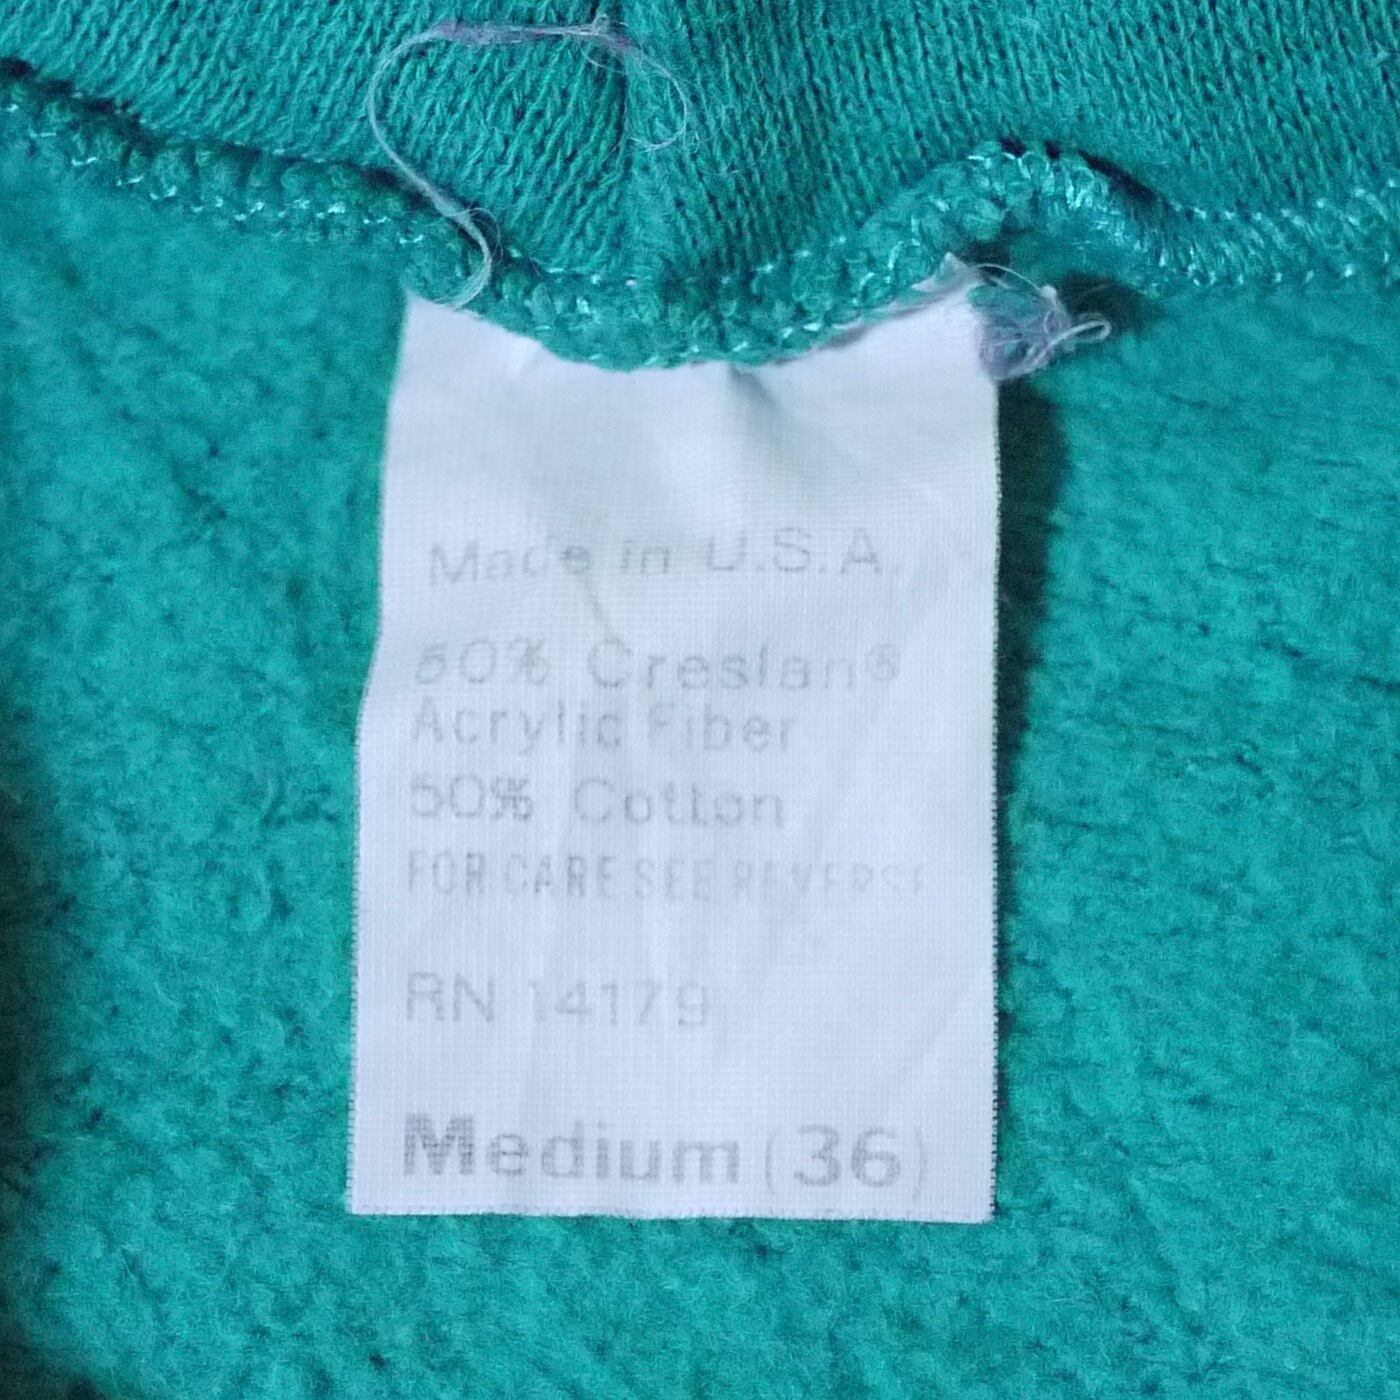 Made in U.S.A.
50% Creslan®
Acrylic Fiber
50% Cotton
FOR CARE SEE REVERSE
RN 14179
Medium (36)